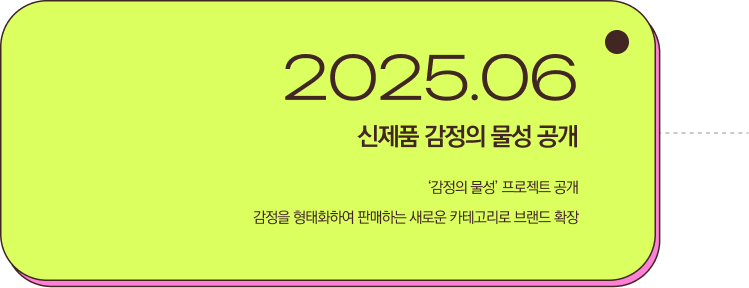 2025.06
신제품 감정의 물성 공개
‘감정의 물성’ 프로젝트 공개
감정을 형태화하여 판매하는 새로운 카테고리로 브랜드 확장